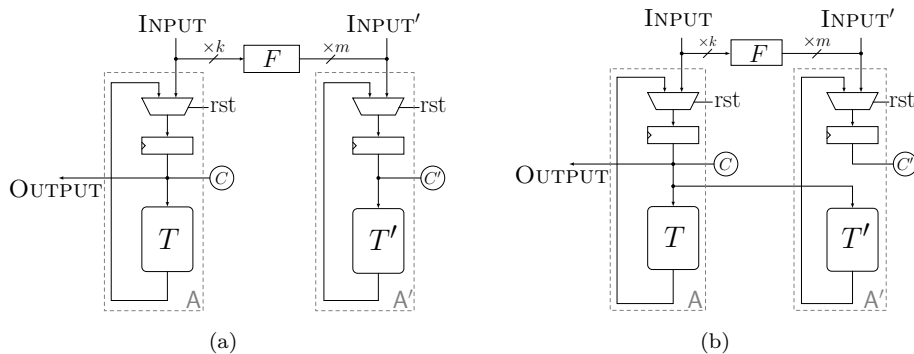 INPUT
INPUT′
×k
F
×m
rst
rst
C
C′
OUTPUT
T
T′
A
A′
(a)
INPUT
INPUT′
×k
F
×m
rst
rst
C
C′
OUTPUT
T
T′
A
A′
(b)